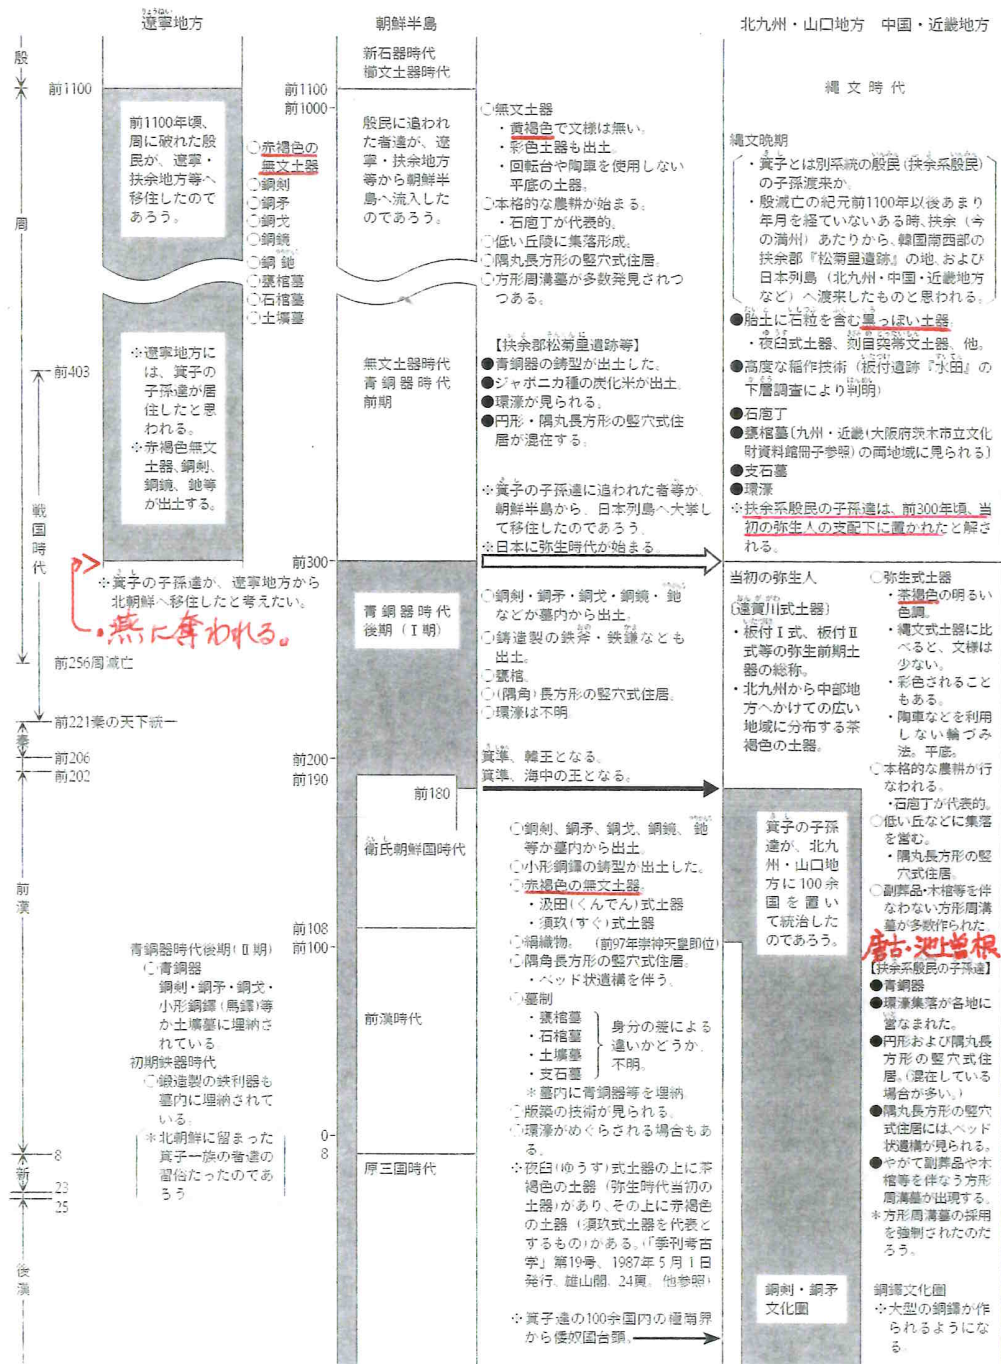 りょうねい
遼寧地方
朝鮮半島
北九州・山口地方 中国・近畿地方
殷
周
戦国時代
秦
前漢
新
後漢
前1100
前403
前256周滅亡
前221秦の天下統一
前206
前202
8
23
25
前1100年頃、
周に破れた殷
民が、遼寧・
扶余地方等へ
移住したので
あろう。
○赤褐色の
無文土器
○銅剣
○銅矛
○銅戈
○銅鏡
○銅鉇
○甕棺墓
○石棺墓
○土壙墓
※遼寧地方に
は、箕子の
子孫達が居
住したと思
われる。
※赤褐色無文
土器、銅剣、
銅鏡、鉇等
が出土する。
※箕子の子孫達が、遼寧地方から
北朝鮮へ移住したと考えたい。
・燕に奪われる。
青銅器時代後期(Ⅱ期)
○青銅器
銅剣・銅矛・銅戈・
小形銅鐸(馬鐸)等
が土壙墓に埋納さ
れている。
初期鉄器時代
○鍛造製の鉄利器も
墓内に埋納されて
いる。
※北朝鮮に留まった
箕子一族の者達の
習俗だったのであ
ろう
新石器時代
櫛文土器時代
前1100
前1000
殷民に追われ
た者達が、遼
寧・扶余地方
等から朝鮮半
島へ流入した
のであろう。
無文土器時代
青銅器時代
前期
前300
青銅器時代
後期(Ⅰ期)
前200
前190
前180
衛氏朝鮮国時代
前108
前100
前漢時代
0
8
原三国時代
○無文土器
・黄褐色で文様は無い。
・彩色土器も出土。
・回転台や陶車を使用しない
平底の土器。
○本格的な農耕が始まる。
・石庖丁が代表的。
○低い丘陵に集落形成。
○隅丸長方形の竪穴式住居。
○方形周溝墓が多数発見されつ
つある。
【扶余郡松菊里遺跡等】
●青銅器の鋳型が出土した。
●ジャポニカ種の炭化米が出土。
●環濠が見られる。
●円形・隅丸長方形の竪穴式住
居が混在する。
※箕子の子孫達に追われた者等が、
朝鮮半島から、日本列島へ大挙し
て移住したのであろう。
※日本に弥生時代が始まる。
○銅剣・銅矛・銅戈・銅鏡・鉇
などが墓内から出土。
○鋳造製の鉄斧・鉄鎌なども
出土。
○甕棺。
○(隅角)長方形の竪穴式住居。
○環濠は不明。
箕準、韓王となる。
箕準、海中の王となる。
○銅剣、銅矛、銅戈、銅鏡、鉇
等が墓内から出土。
○小形銅鐸の鋳型が出土した。
○赤褐色の無文土器。
・汲田(くんでん)式土器
・須玖(すぐ)式土器
○絹織物。(前97年崇神天皇即位)
○隅角長方形の竪穴式住居。
・ベッド状遺構を伴う。
○墓制
・甕棺墓
・石棺墓
・土壙墓
・支石墓
身分の差による
違いかどうか、
不明。
※墓内に青銅器等を埋納
○版築の技術が見られる。
○環濠がめぐらされる場合もあ
る。
※夜臼(ゆうす)式土器の上に茶
褐色の土器(弥生時代当初の
土器)があり、その上に赤褐色
の土器(須玖式土器を代表と
するもの)がある。(「季刊考古
学」第19号、1987年5月1日
発行、雄山閣、24頁、他参照)
※箕子達の100余国内の極南界
から倭奴国台頭。
縄文時代
縄文晩期
・箕子とは別系統の殷民(扶余系殷民)
の子孫渡来か。
・殷滅亡の紀元前1100年以後あまり
年月を経ていないある時、扶余(今
の満州)あたりから、韓国南西部の
扶余郡『松菊里遺跡』の地、および
日本列島(北九州・中国・近畿地方
など)へ渡来したものと思われる。
●胎土に石粒を含む黒っぽい土器。
・夜臼式土器、刻目突帯文土器、他。
●高度な稲作技術(板付遺跡『水田』の
下層調査により判明)
●石庖丁
●甕棺墓〔九州・近畿(大阪府茨木市立文化
財資料館冊子参照)の両地域に見られる〕
●支石墓
●環濠
※扶余系殷民の子孫達は、前300年頃、当
初の弥生人の支配下に置かれたと解さ
れる。
当初の弥生人
(遠賀川式土器)
・板付Ⅰ式、板付Ⅱ
式等の弥生前期土
器の総称。
・北九州から中部地
方へかけての広い
地域に分布する茶
褐色の土器。
箕子の子孫
達が、北九
州・山口地
方に100余
国を置い
て統治した
のであろう。
銅剣・銅矛
文化圏
○弥生式土器
・茶褐色の明るい
色調。
・縄文式土器に比
べると、文様は
少ない。
・彩色されること
もある。
・陶車などを利用
しない輪づみ
法。平底。
○本格的な農耕が行
なわれる。
・石庖丁が代表的。
○低い丘などに集落
を営む。
・隅丸長方形の竪
穴式住居。
○副葬品・木棺等を伴
なわない方形周溝
墓が多数作られた。
唐古・池上曽根
【扶余系殷民の子孫達】
●青銅器
●環濠集落が各地に
営なまれた。
●円形および隅丸長
方形の竪穴式住
居。(混在している
場合が多い。)
●隅丸長方形の竪穴
式住居には、ベッド
状遺構が見られる。
●やがて副葬品や木
棺等を伴なう方形
周溝墓が出現する。
※方形周溝墓の採用
を強制されたのだ
ろう。
銅鐸文化圏
※大型の銅鐸が作
られるようにな
る。